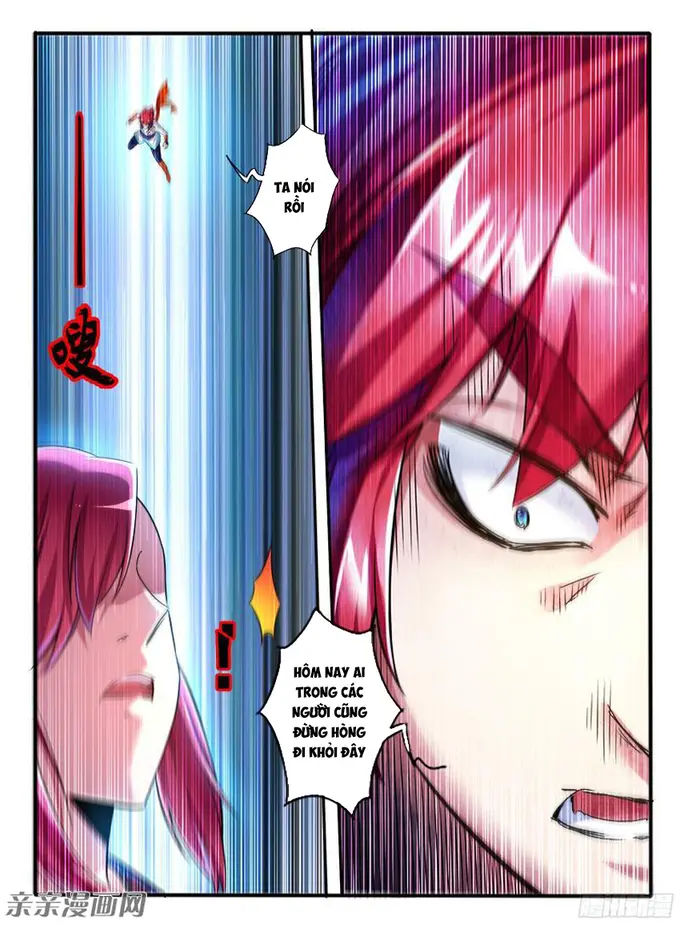 TA NÓI
RỒI
嗖
!
HÔM NAY AI
TRONG CÁC
NGƯỜI CŨNG
ĐỪNG HÒNG
ĐI KHỎI ĐÂY
亲亲漫画网